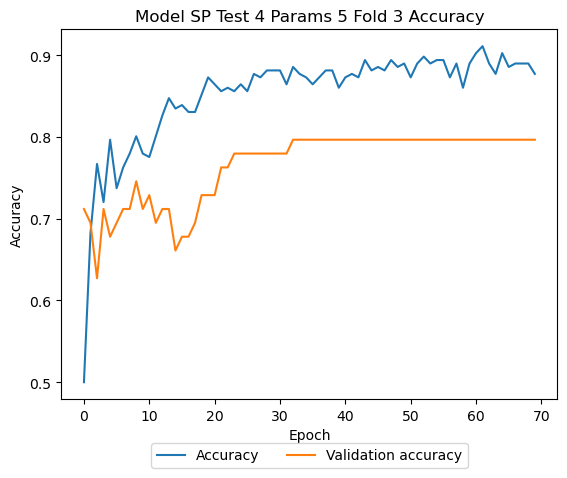 Model SP Test 4 Params 5 Fold 3 Accuracy
0.9
0.8
0.7
0.6
0.5
Accuracy
0 10 20 30 40 50 60 70
Epoch
Accuracy Validation accuracy